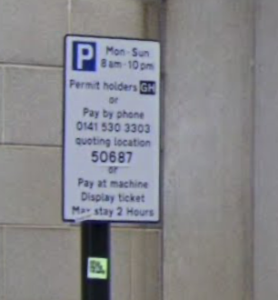 P Mon-Sun
8am-10pm
Permit holders GH
or
Pay by phone
0141 530 3303
quoting location
50687
or
Pay at machine
Display ticket
Max stay 2 Hours